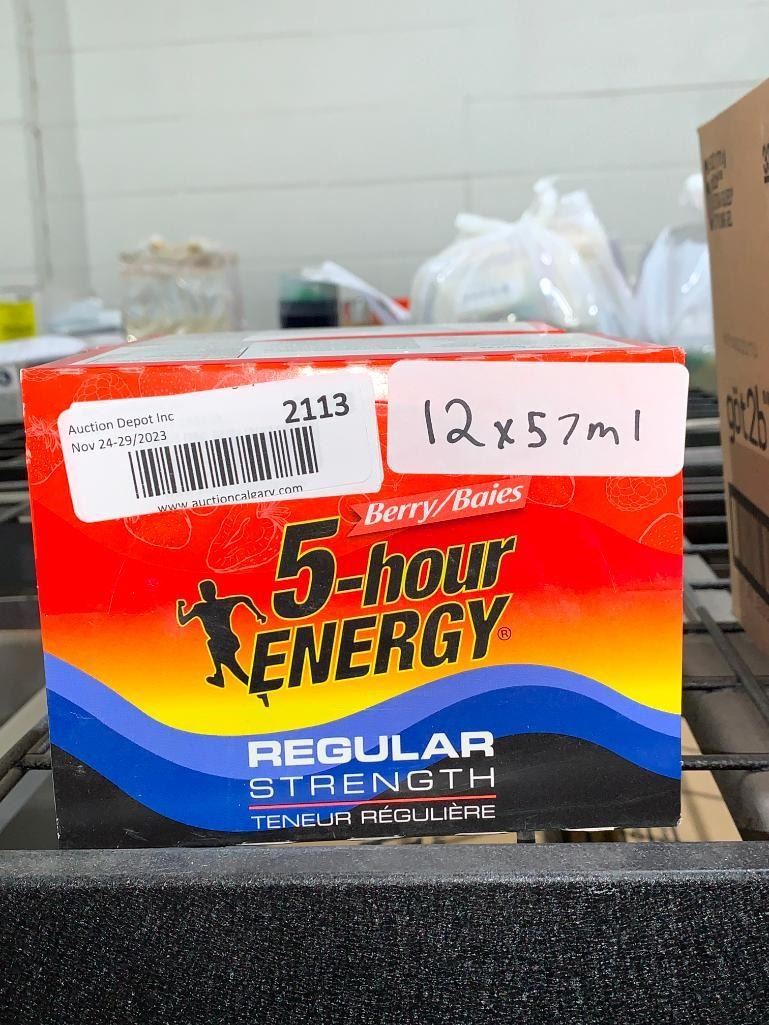 Auction Depot Inc
Nov 24-29/2023
2113
www.auctioncalgary.com
12x57ml
Berry/Baies
5-hour
ENERGY®
REGULAR
STRENGTH
TENEUR RÉGULIÈRE
got2b